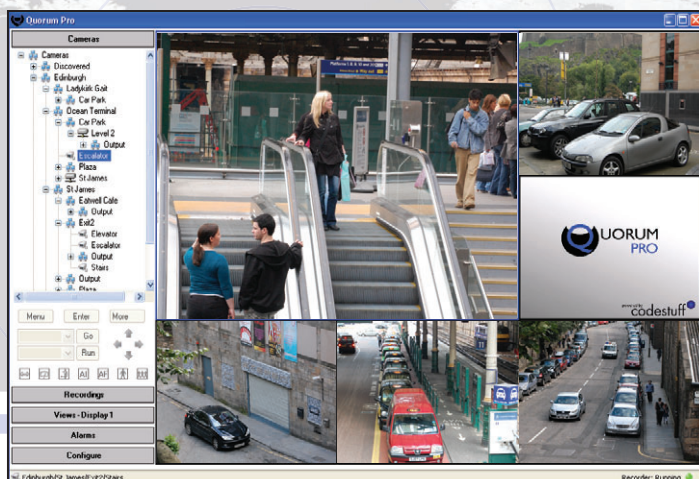 Quorum Pro
Cameras
Cameras
Discovered
Edinburgh
Ladykirk Gait
Car Park
Ocean Terminal
Car Park
Level 2
Output
Escalator
Plaza
St James
St James
Eatwell Cafe
Output
Exit2
Elevator
Escalator
Output
Stairs
Output
Plaza
Menu
Enter
More
Go
Run
Recordings
Views - Display 1
Alarms
Configure
QUORUM
PRO
powered by
codestuff
Edinburgh/St James/Exit2/Stairs
Recorder: Running